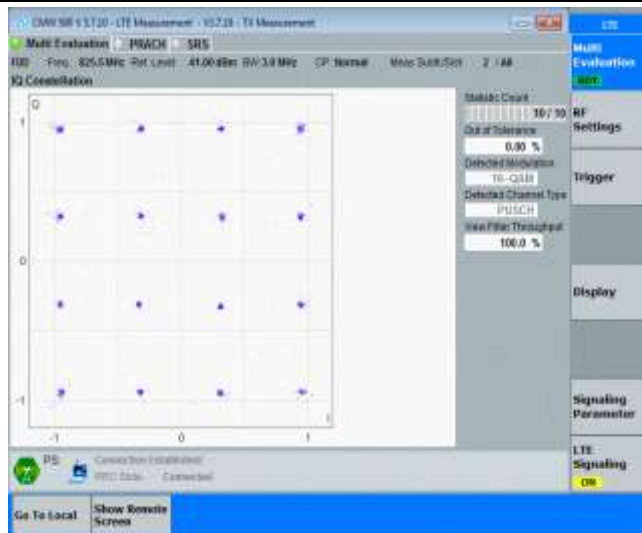 CMW 500 V 3.7.20 - LTE Measurement - V3.7.20 - TX Measurement
Multi Evaluation PRACH SRS
FDD Freq.: 825.5 MHz Ref. Level: 41.00 dBm BW: 3.0 MHz CP: Normal Meas Subfr./Slot: 2 / All
IQ Constellation
Q
1
0
-1
-1 0 1
I
Statistic Count
10 / 10
Out of Tolerance
0.00 %
Detected Modulation
16-QAM
Detected Channel Type
PUSCH
View Filter Throughput
100.0 %
PS:
Connection Established
RRC State: Connected
LTE
Multi
Evaluation
RDY
RF
Settings
Trigger
Display
Signaling
Parameter
LTE
Signaling
ON
Go To Local
Show Remote
Screen